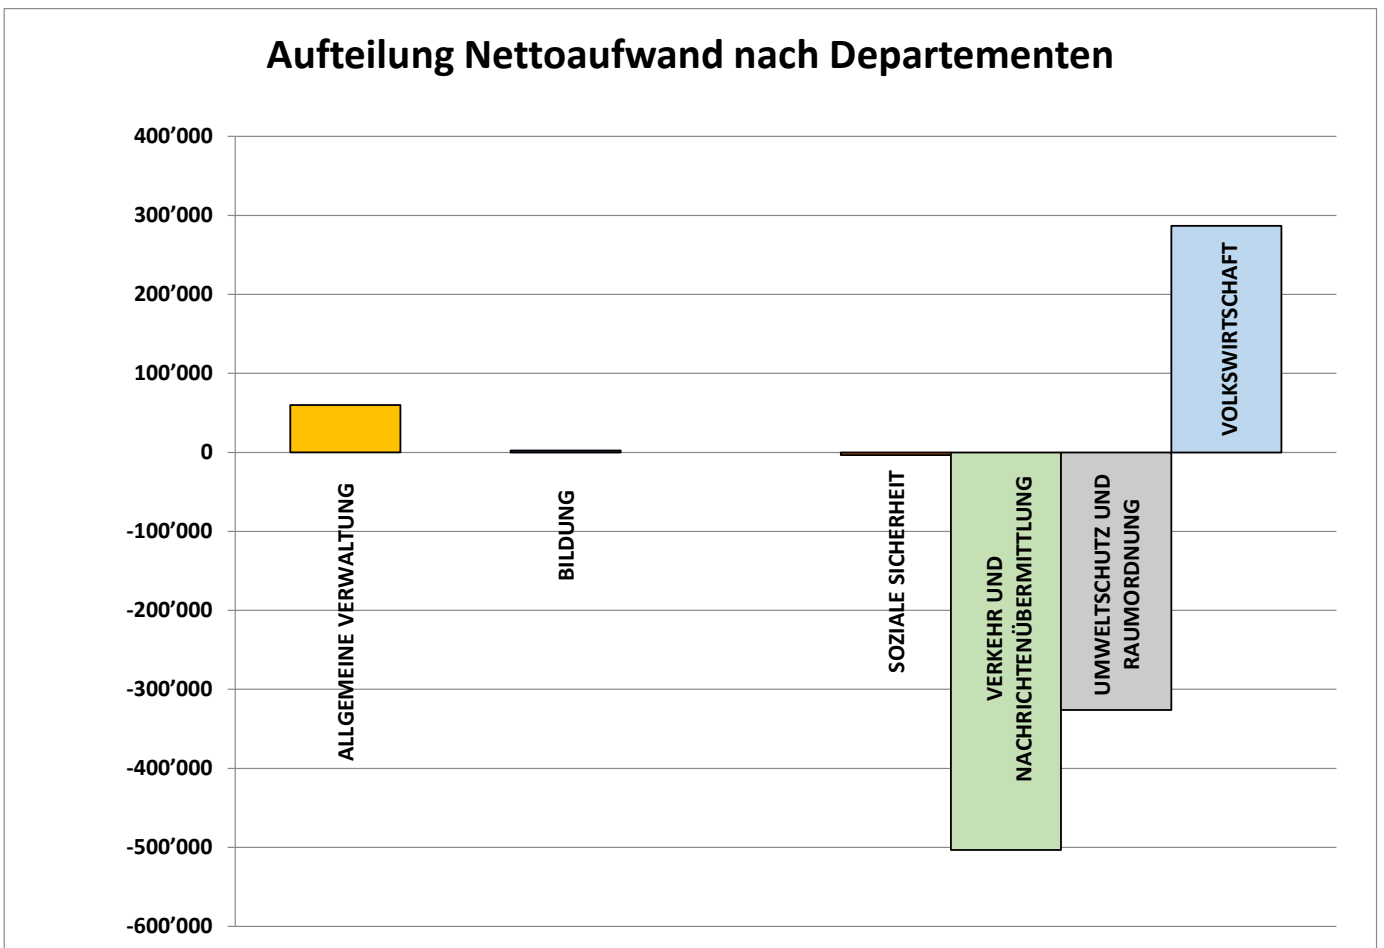 Aufteilung Nettoaufwand nach Departementen
400’000
300’000
200’000
100’000
0
-100’000
-200’000
-300’000
-400’000
-500’000
-600’000
ALLGEMEINE VERWALTUNG
BILDUNG
SOZIALE SICHERHEIT
VERKEHR UND
NACHRICHTENÜBERMITTLUNG
UMWELTSCHUTZ UND
RAUMORDNUNG
VOLKSWIRTSCHAFT